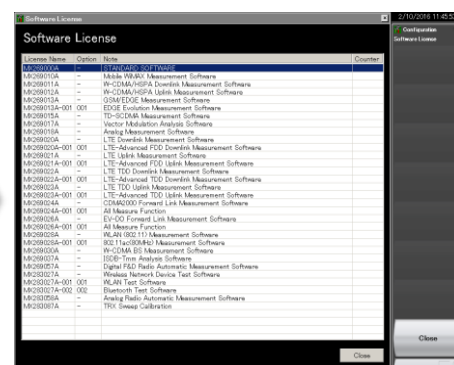 Software License
2/10/2016 11:45:5
Software License
Configuration
Software License
License Name Option Note Counter
MX269000A - STANDARD SOFTWARE
MX269010A - Mobile WiMAX Measurement Software
MX269011A - W-CDMA/HSPA Downlink Measurement Software
MX269012A - W-CDMA/HSPA Uplink Measurement Software
MX269013A - GSM/EDGE Measurement Software
MX269013A-001 001 EDGE Evolution Measurement Software
MX269015A - TD-SCDMA Measurement Software
MX269017A - Vector Modulation Analysis Software
MX269018A - Analog Measurement Software
MX269020A - LTE Downlink Measurement Software
MX269020A-001 001 LTE-Advanced FDD Downlink Measurement Software
MX269021A - LTE Uplink Measurement Software
MX269021A-001 001 LTE-Advanced FDD Uplink Measurement Software
MX269022A - LTE TDD Downlink Measurement Software
MX269022A-001 001 LTE-Advanced TDD Downlink Measurement Software
MX269023A - LTE TDD Uplink Measurement Software
MX269023A-001 001 LTE-Advanced TDD Uplink Measurement Software
MX269024A - CDMA2000 Forward Link Measurement Software
MX269024A-001 001 All Measure Function
MX269026A - EV-DO Forward Link Measurement Software
MX269026A-001 001 All Measure Function
MX269028A - WLAN (802.11) Measurement Software
MX269028A-001 001 802.11ac(80MHz) Measurement Software
MX269030A - W-CDMA BS Measurement Software
MX269037A - ISDB-Tmm Analysis Software
MX269057A - Digital F&D Radio Automatic Measurement Software
MX283027A - Wireless Network Device Test Software
MX283027A-001 001 WLAN Test Software
MX283027A-002 002 Bluetooth Test Software
MX283058A - Analog Radio Automatic Measurement Software
MX283087A - TRX Sweep Calibration
Close
Close